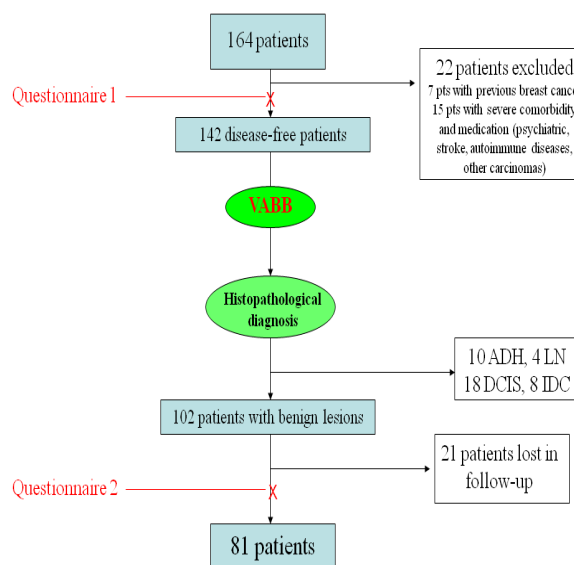 164 patients
22 patients excluded
7 pts with previous breast cance
15 pts with severe comorbidity
and medication (psychiatric,
stroke, autoimmune diseases,
other carcinomas)
Questionnaire 1
142 disease-free patients
VABB
Histopathological
diagnosis
10 ADH, 4 LN
18 DCIS, 8 IDC
102 patients with benign lesions
21 patients lost in
follow-up
Questionnaire 2
81 patients